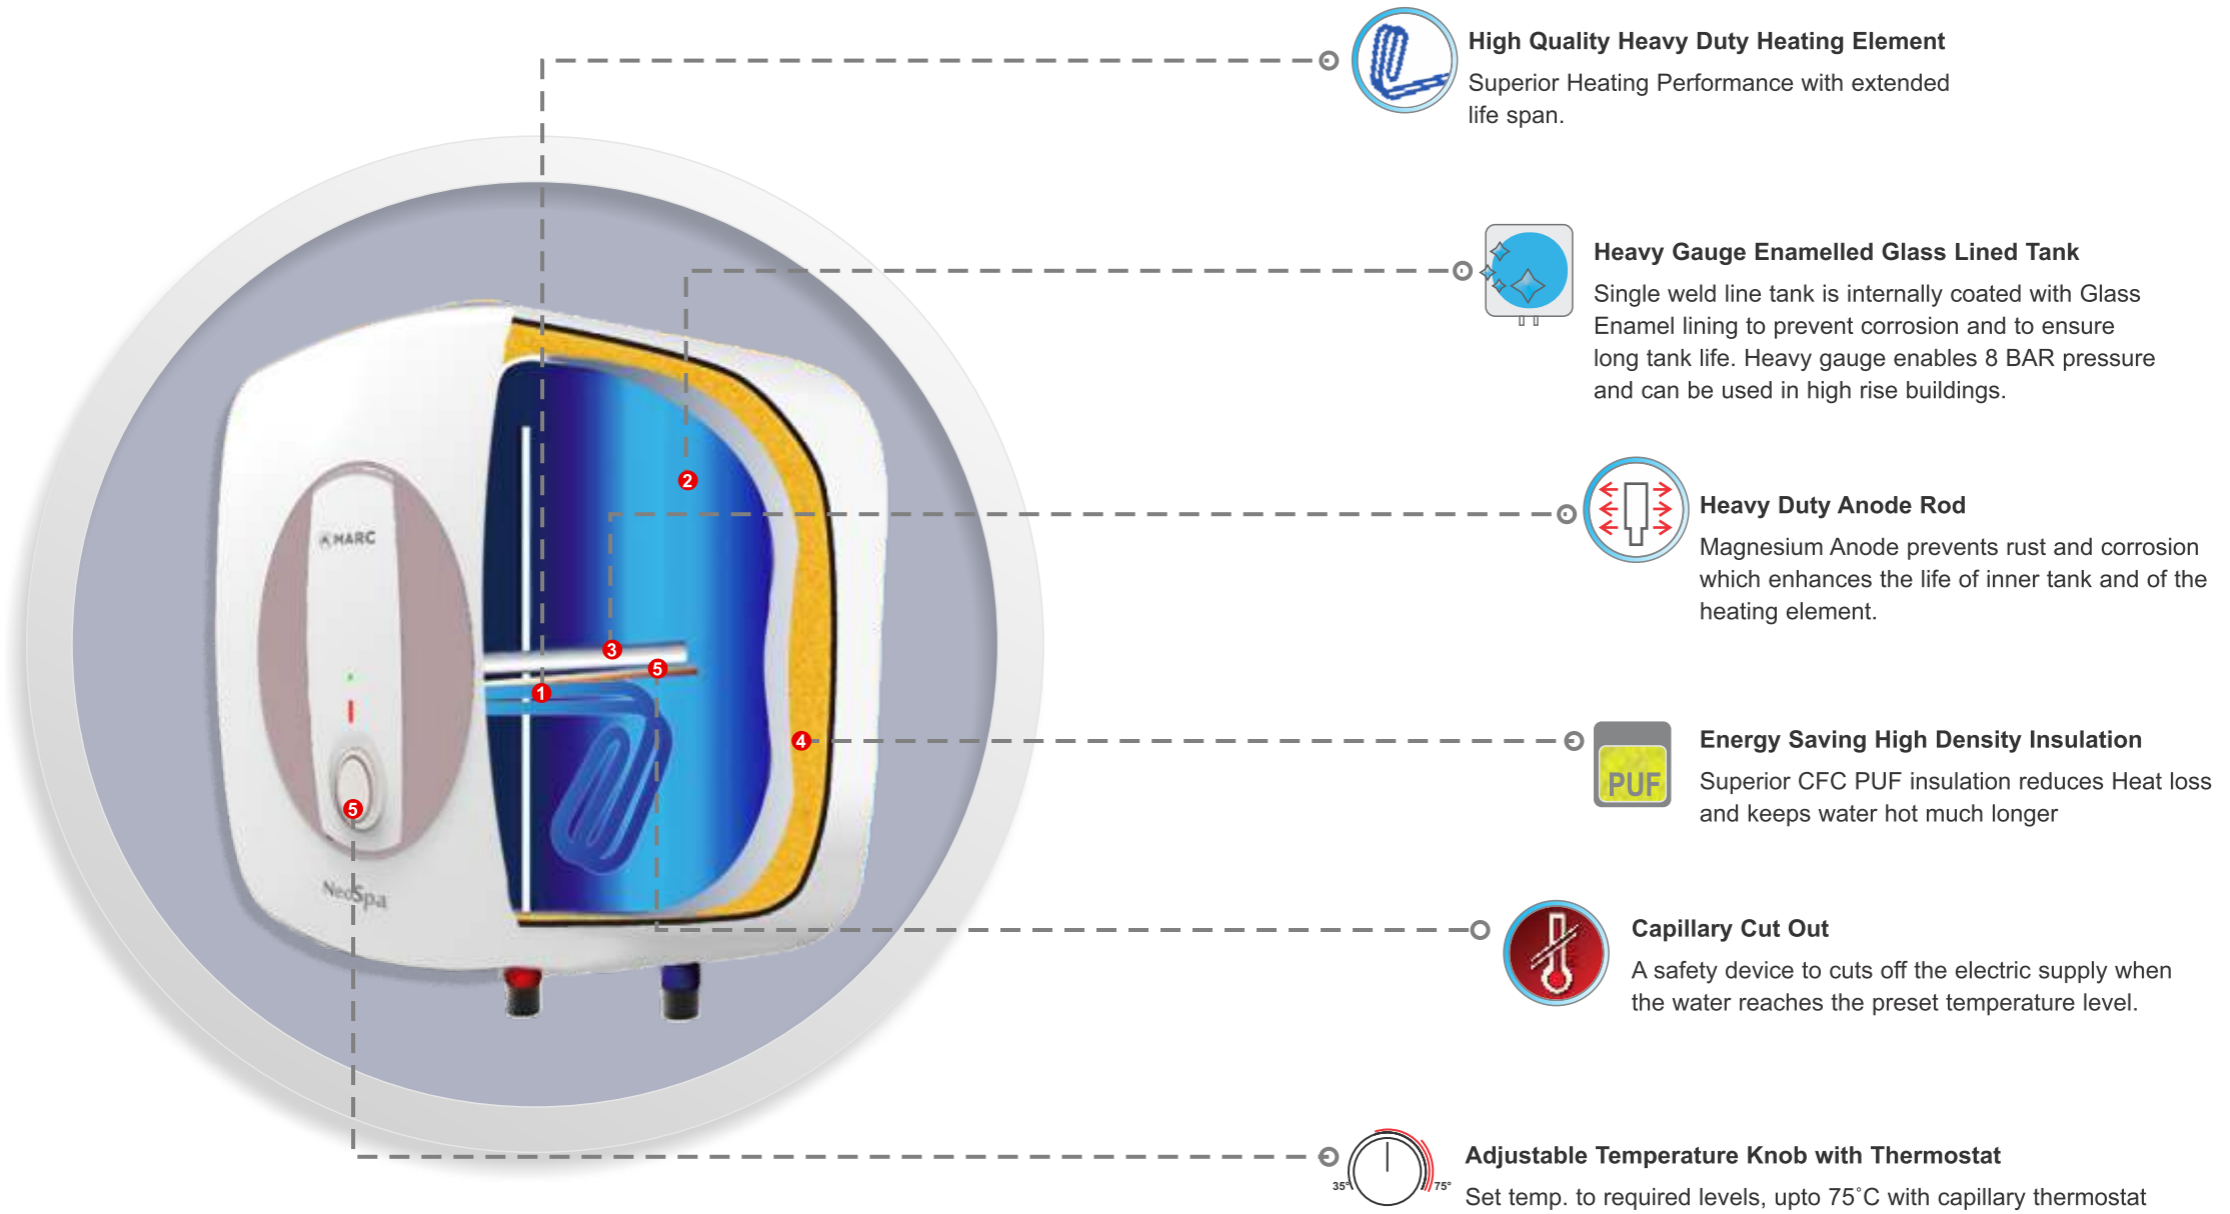 High Quality Heavy Duty Heating Element
Superior Heating Performance with extended
life span.
Heavy Gauge Enamelled Glass Lined Tank
Single weld line tank is internally coated with Glass
Enamel lining to prevent corrosion and to ensure
long tank life. Heavy gauge enables 8 BAR pressure
and can be used in high rise buildings.
2
Heavy Duty Anode Rod
Magnesium Anode prevents rust and corrosion
which enhances the life of inner tank and of the
heating element.
MARC
3
5
1
4
PUF
Energy Saving High Density Insulation
Superior CFC PUF insulation reduces Heat loss
and keeps water hot much longer
5
NeoSpa
Capillary Cut Out
A safety device to cuts off the electric supply when
the water reaches the preset temperature level.
Adjustable Temperature Knob with Thermostat
35° 75°
Set temp. to required levels, upto 75°C with capillary thermostat